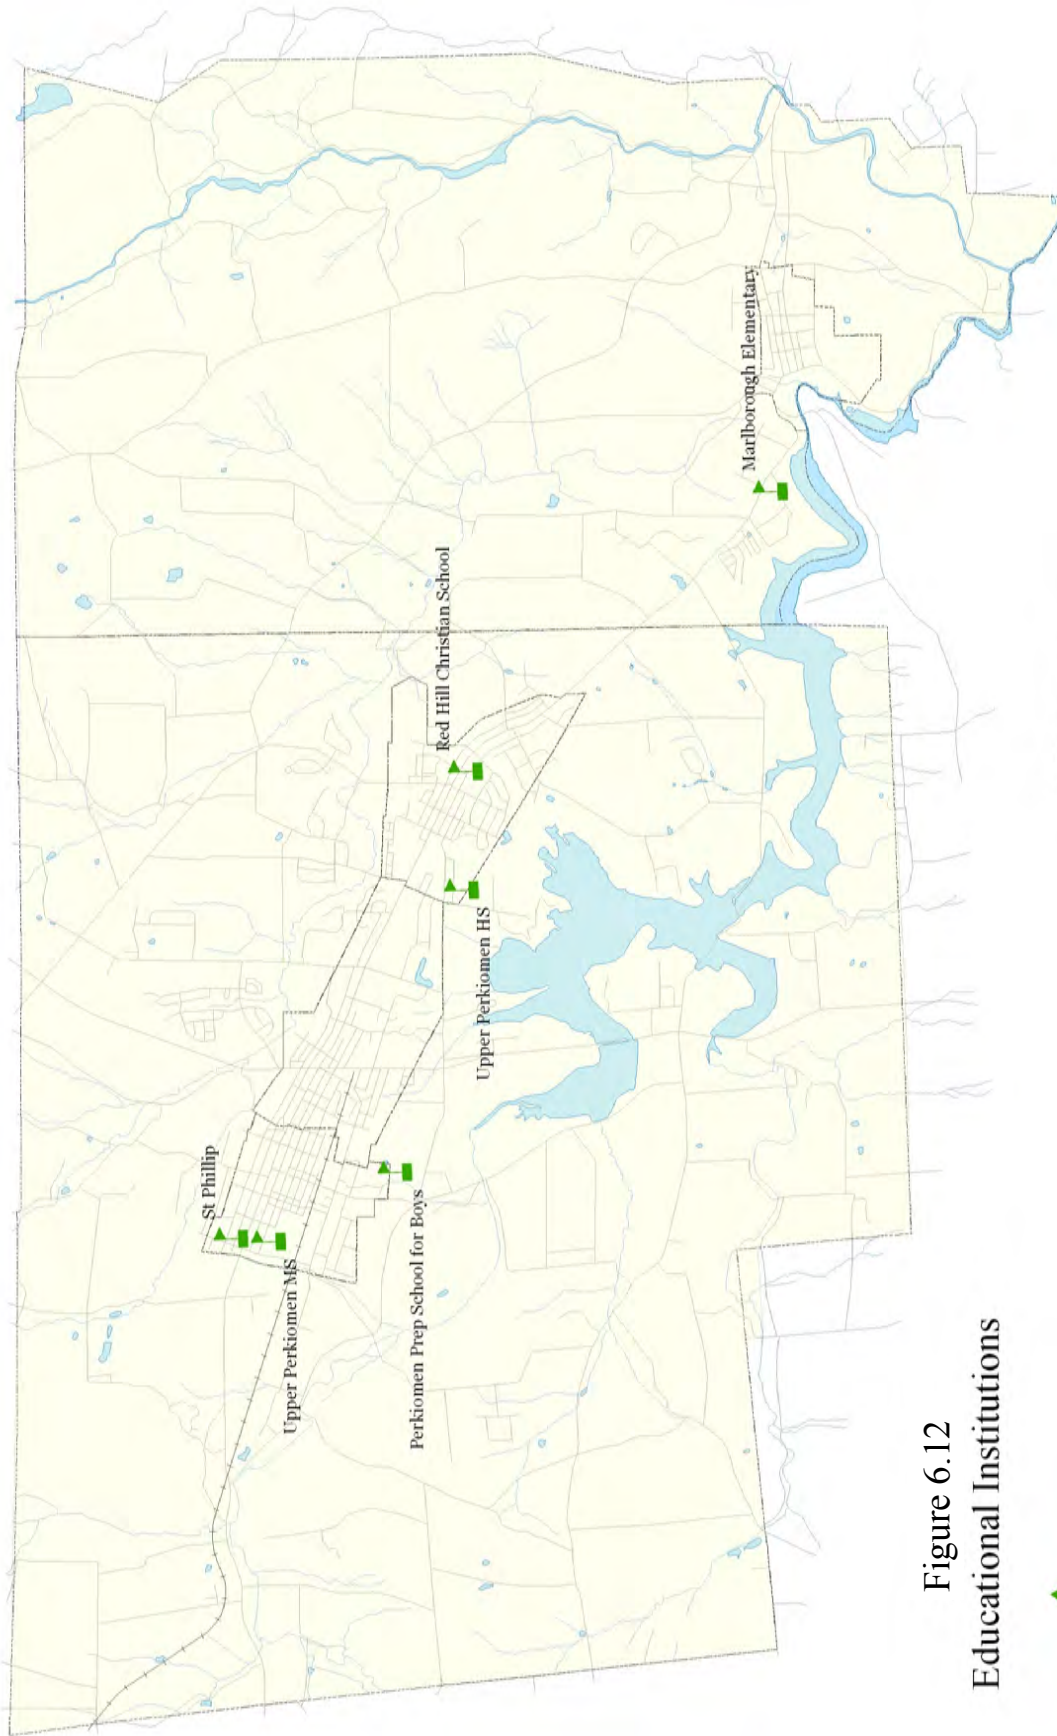 St Phillip
Upper Perkiomen MS
Perkiomen Prep School for Boys
Upper Perkiomen HS
Red Hill Christian School
Marlborough Elementary
Figure 6.12
Educational Institutions